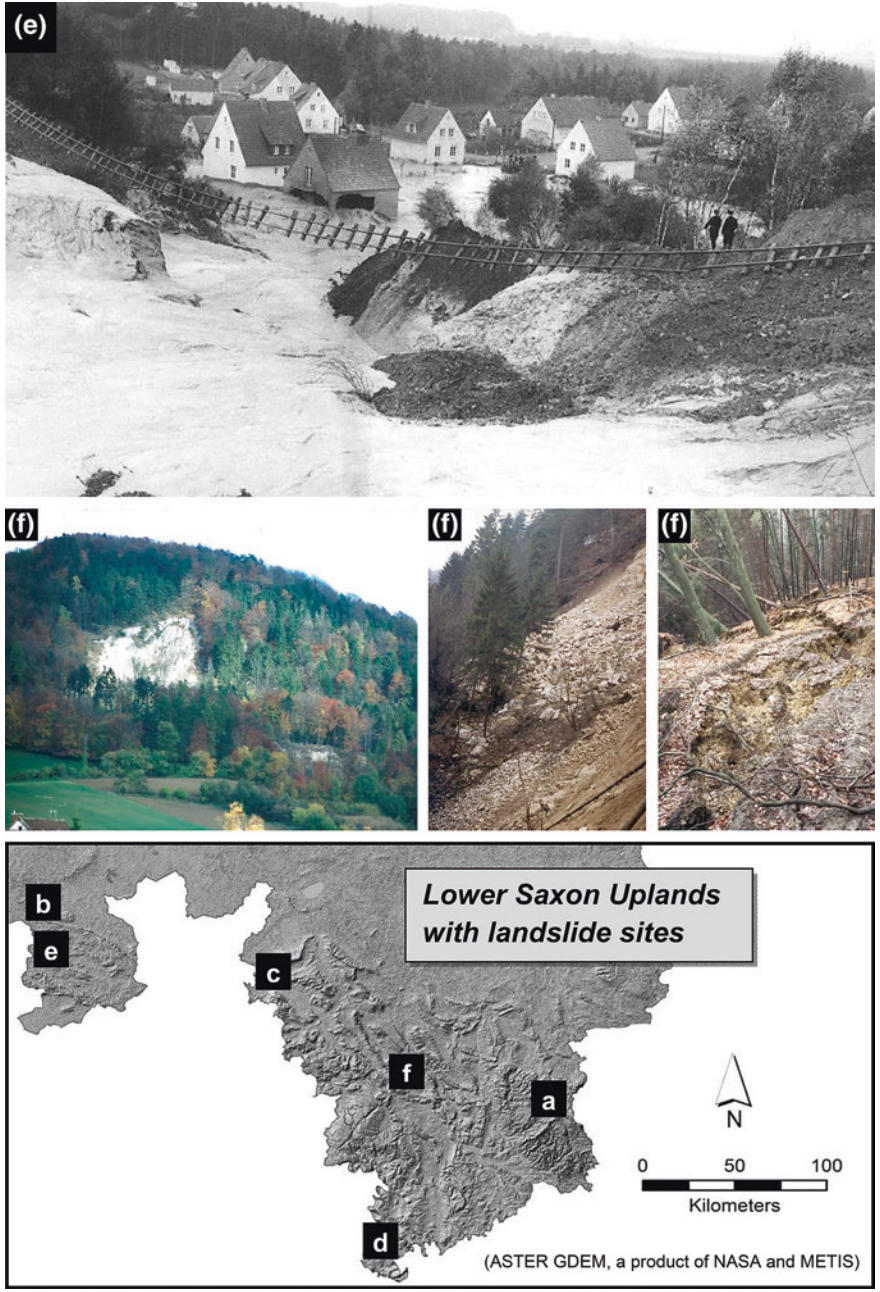 (e)
(f)
(f)
(f)
Lower Saxon Uplands
with landslide sites
b
e
c
f
a
d
N
0 50 100
Kilometers
(ASTER GDEM, a product of NASA and METIS)